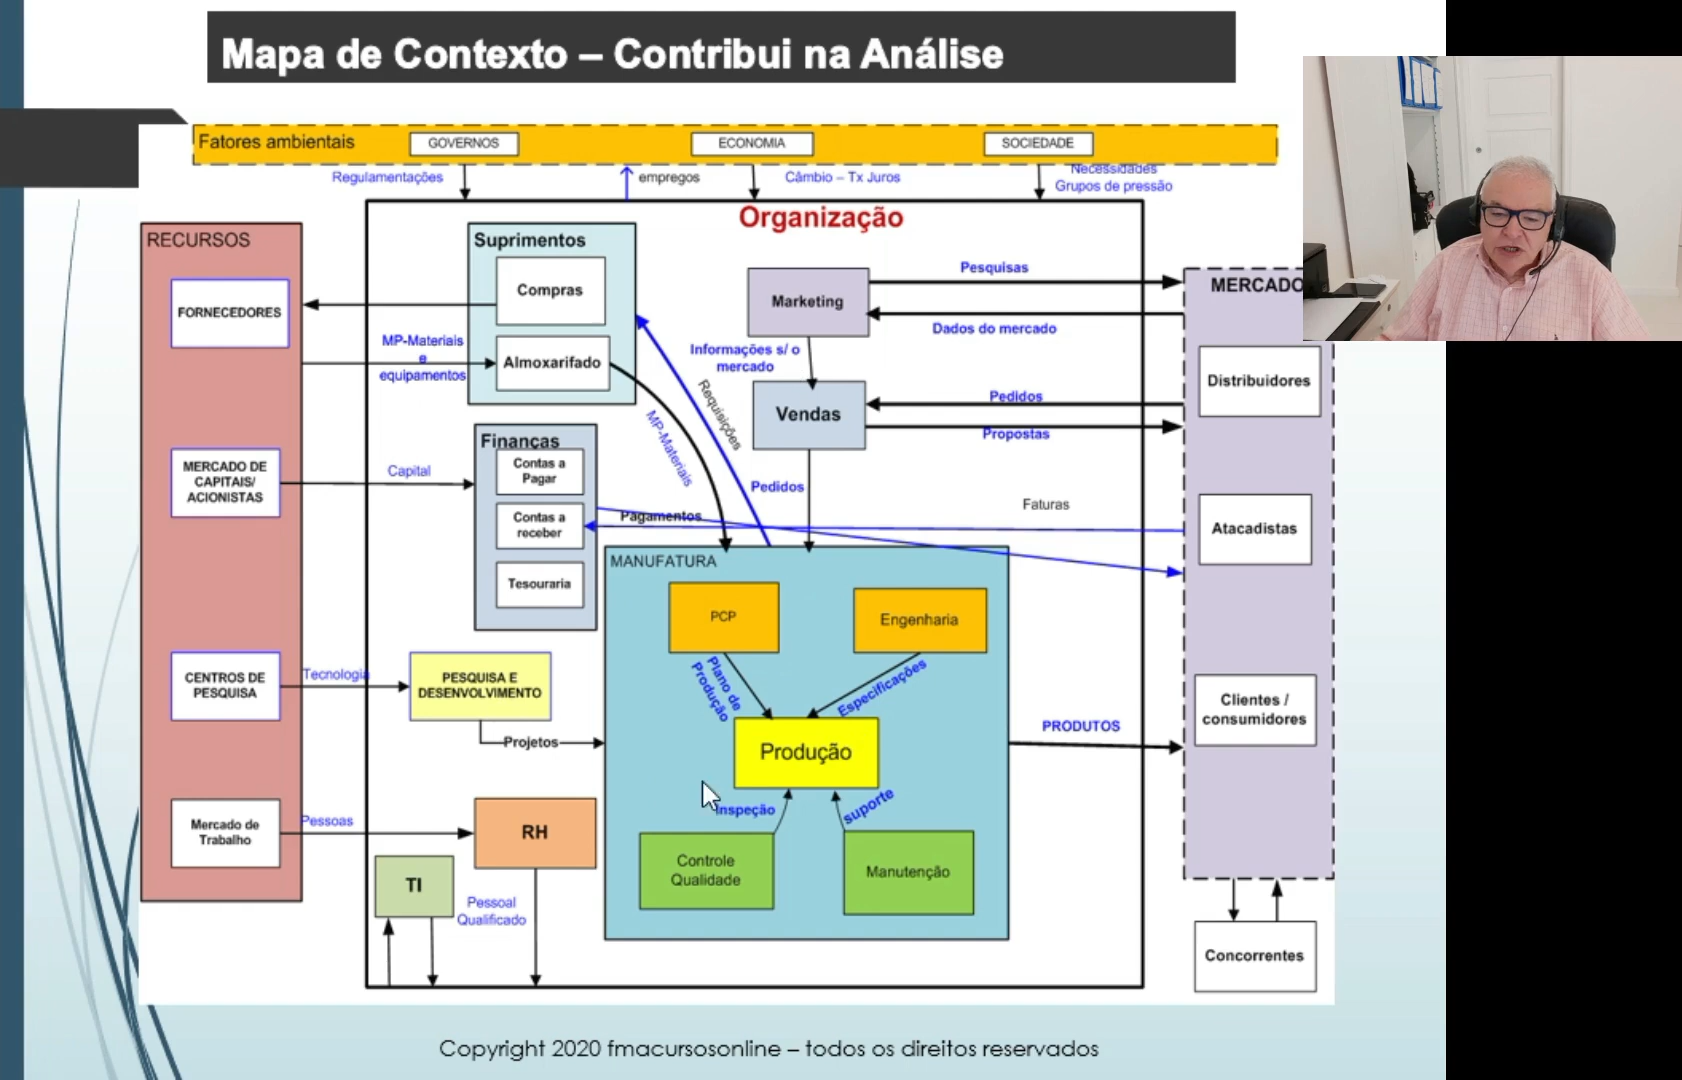 Mapa de Contexto – Contribui na Análise
Fatores ambientais
GOVERNOS
ECONOMIA
SOCIEDADE
Regulamentações
empregos
Câmbio – Tx Juros
Necessidades
Grupos de pressão
Organização
RECURSOS
FORNECEDORES
MERCADO DE
CAPITAIS/
ACIONISTAS
CENTROS DE
PESQUISA
Mercado de
Trabalho
MP-Materiais
e
equipamentos
Capital
Tecnologia
Pessoas
Suprimentos
Compras
Almoxarifado
Finanças
Contas a
Pagar
Contas a
receber
Tesouraria
PESQUISA E
DESENVOLVIMENTO
Projetos
RH
TI
Pessoal
Qualificado
Marketing
Informações s/ o
mercado
Vendas
Requisições
MP-Materiais
Pedidos
Pagamentos
Faturas
Pesquisas
Dados do mercado
Pedidos
Propostas
MANUFATURA
PCP
Engenharia
Plano de
Produção
Especificações
Produção
Inspeção
suporte
Controle
Qualidade
Manutenção
PRODUTOS
MERCADO
Distribuidores
Atacadistas
Clientes /
consumidores
Concorrentes
Copyright 2020 fmacursosonline – todos os direitos reservados